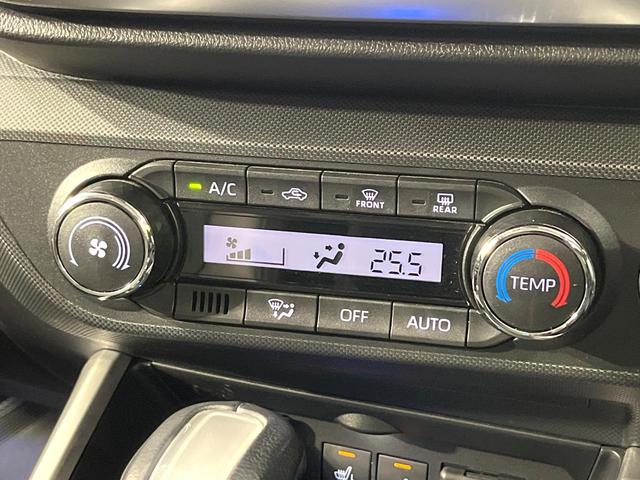 A/C
FRONT
REAR
25.5
TEMP
OFF
AUTO